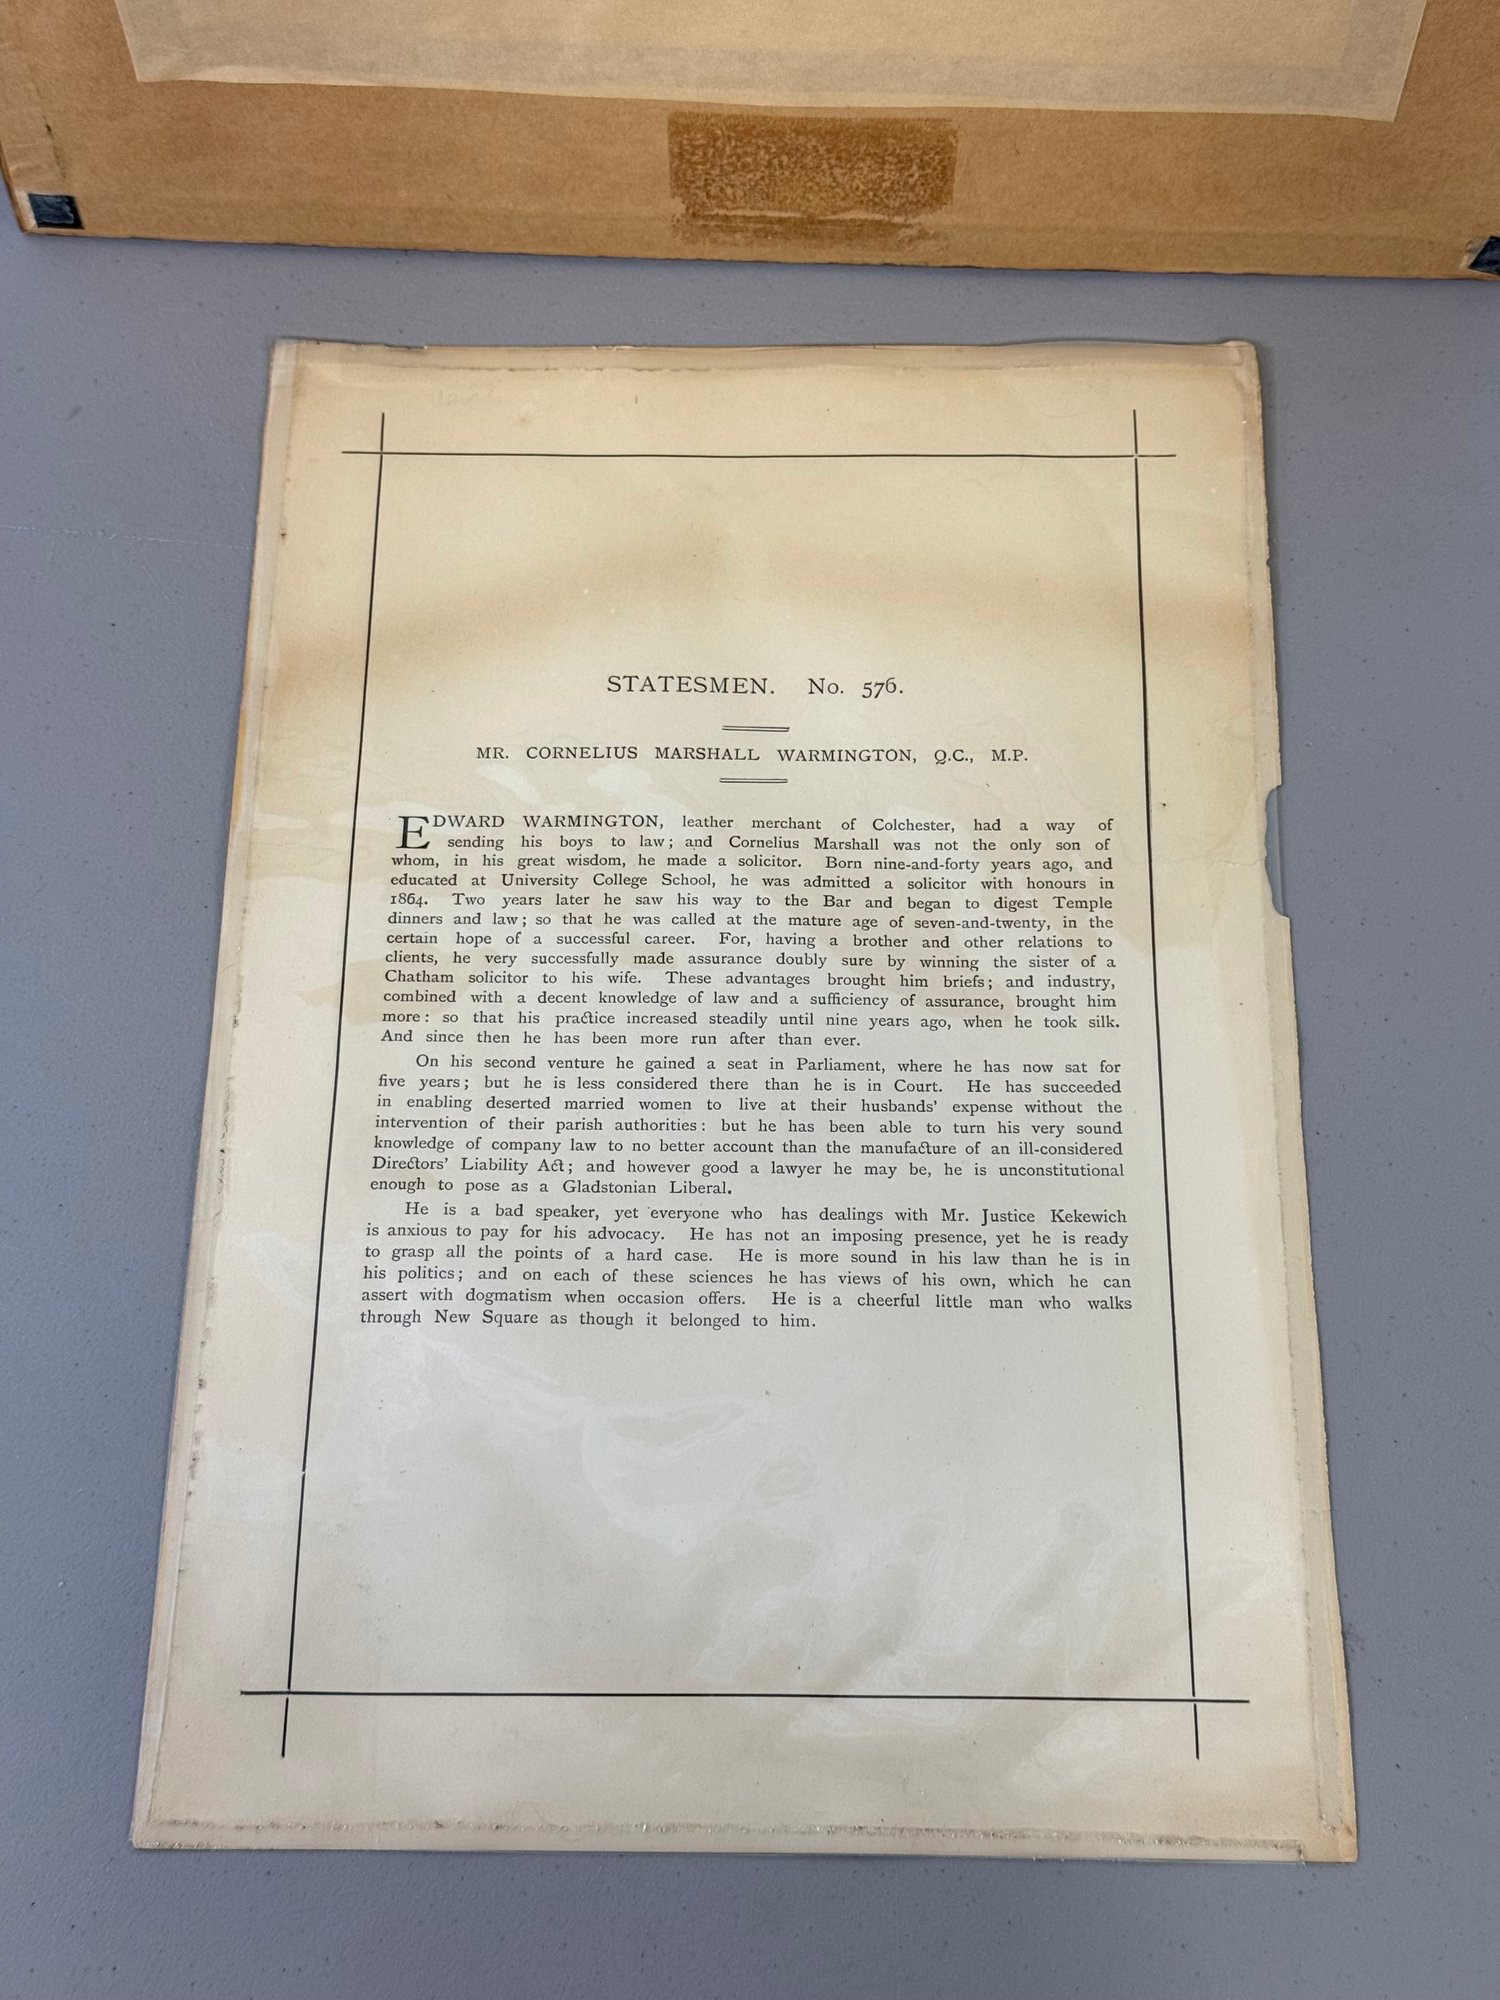 STATESMEN. No. 576.
MR. CORNELIUS MARSHALL WARMINGTON, Q.C., M.P.
EDWARD WARMINGTON, leather merchant of Colchester, had a way of
sending his boys to law; and Cornelius Marshall was not the only son of
whom, in his great wisdom, he made a solicitor. Born nine-and-forty years ago, and
educated at University College School, he was admitted a solicitor with honours in
1864. Two years later he saw his way to the Bar and began to digest Temple
dinners and law; so that he was called at the mature age of seven-and-twenty, in the
certain hope of a successful career. For, having a brother and other relations to
clients, he very successfully made assurance doubly sure by winning the sister of a
Chatham solicitor to his wife. These advantages brought him briefs; and industry,
combined with a decent knowledge of law and a sufficiency of assurance, brought him
more: so that his practice increased steadily until nine years ago, when he took silk.
And since then he has been more run after than ever.
On his second venture he gained a seat in Parliament, where he has now sat for
five years; but he is less considered there than he is in Court. He has succeeded
in enabling deserted married women to live at their husbands' expense without the
intervention of their parish authorities: but he has been able to turn his very sound
knowledge of company law to no better account than the manufacture of an ill-considered
Directors' Liability Act; and however good a lawyer he may be, he is unconstitutional
enough to pose as a Gladstonian Liberal.
He is a bad speaker, yet everyone who has dealings with Mr. Justice Kekewich
is anxious to pay for his advocacy. He has not an imposing presence, yet he is ready
to grasp all the points of a hard case. He is more sound in his law than he is in
his politics; and on each of these sciences he has views of his own, which he can
assert with dogmatism when occasion offers. He is a cheerful little man who walks
through New Square as though it belonged to him.